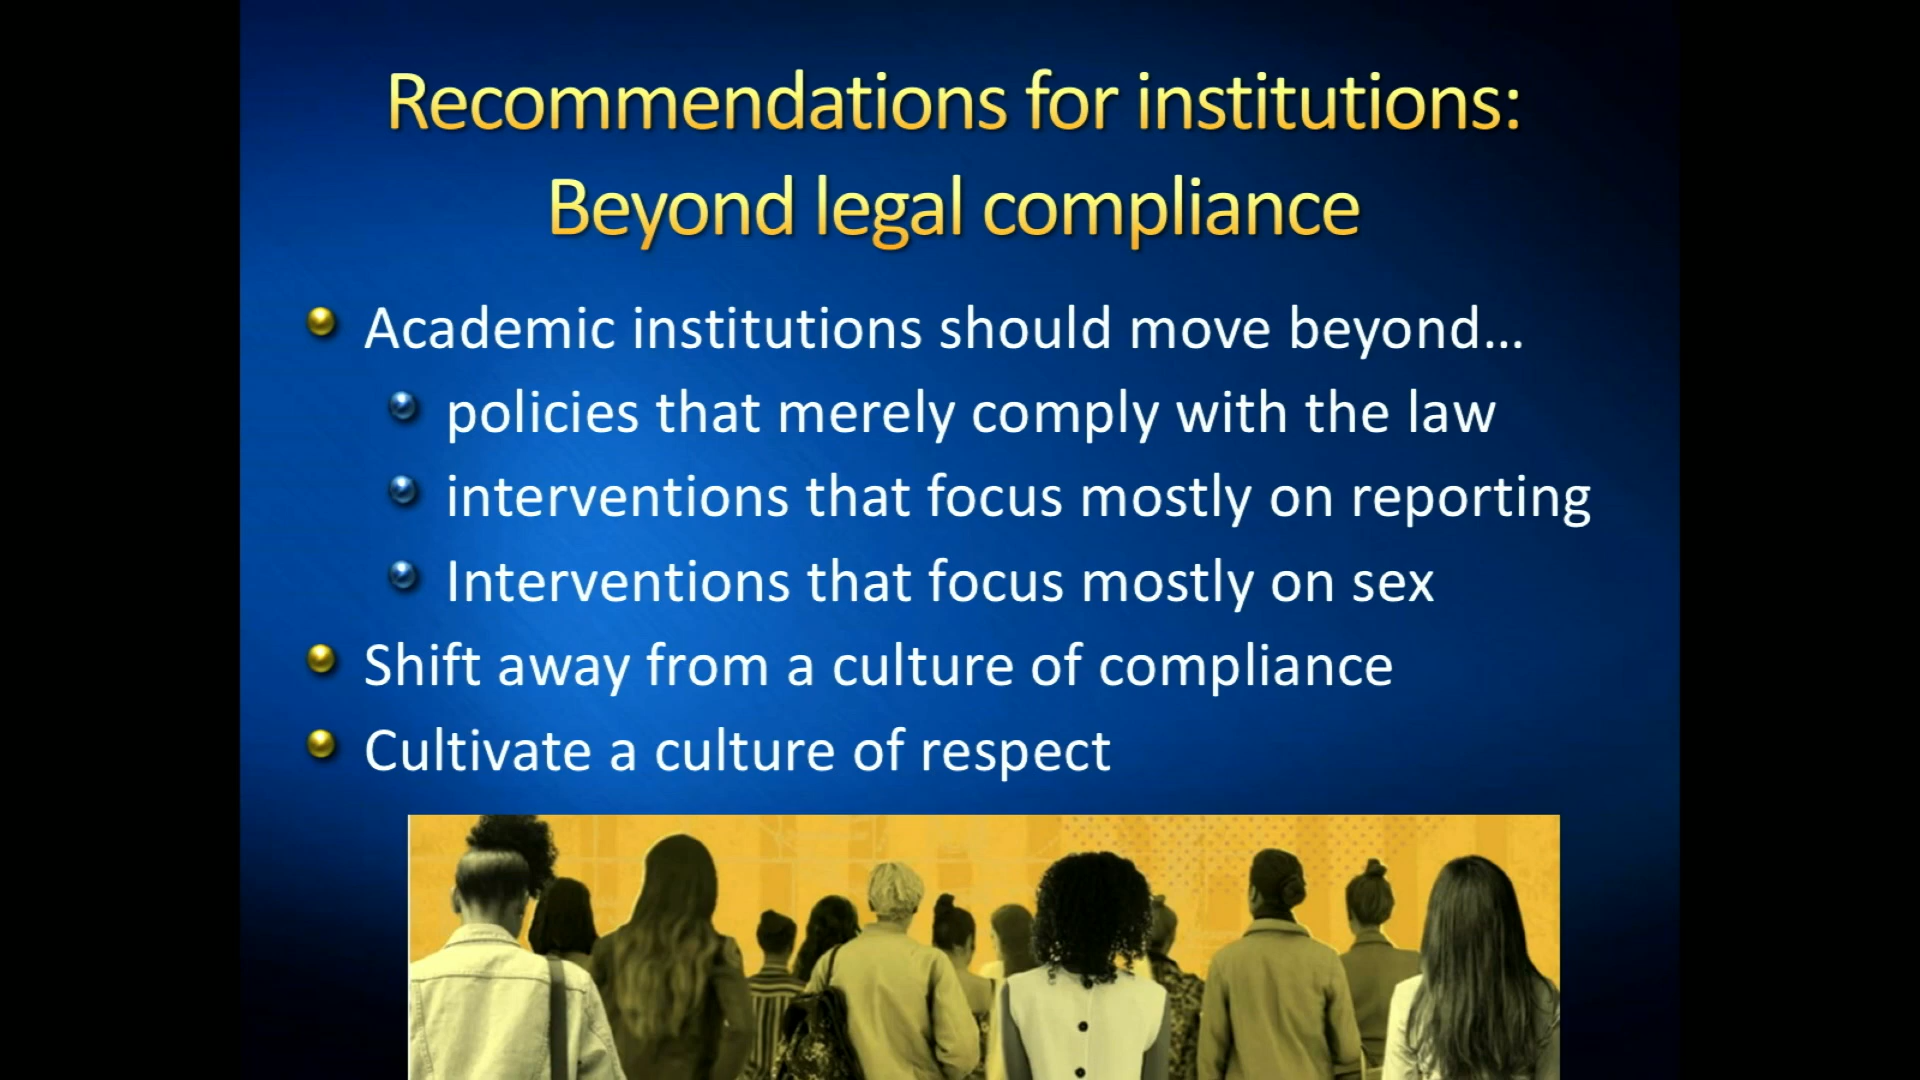 Recommendations for institutions:
Beyond legal compliance
Academic institutions should move beyond...
policies that merely comply with the law
interventions that focus mostly on reporting
Interventions that focus mostly on sex
Shift away from a culture of compliance
Cultivate a culture of respect